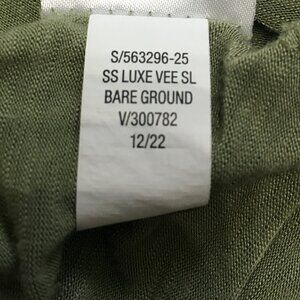 S/563296-25
SS LUXE VEE SL
BARE GROUND
V/300782
12/22